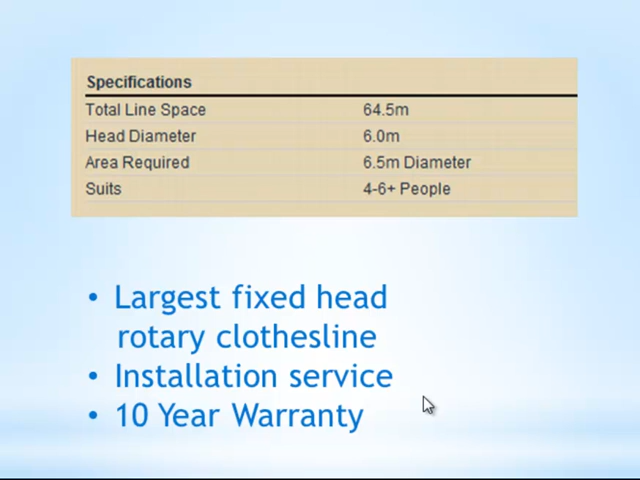 Specifications
Total Line Space 64.5m
Head Diameter 6.0m
Area Required 6.5m Diameter
Suits 4-6+ People
• Largest fixed head
rotary clothesline
• Installation service
• 10 Year Warranty